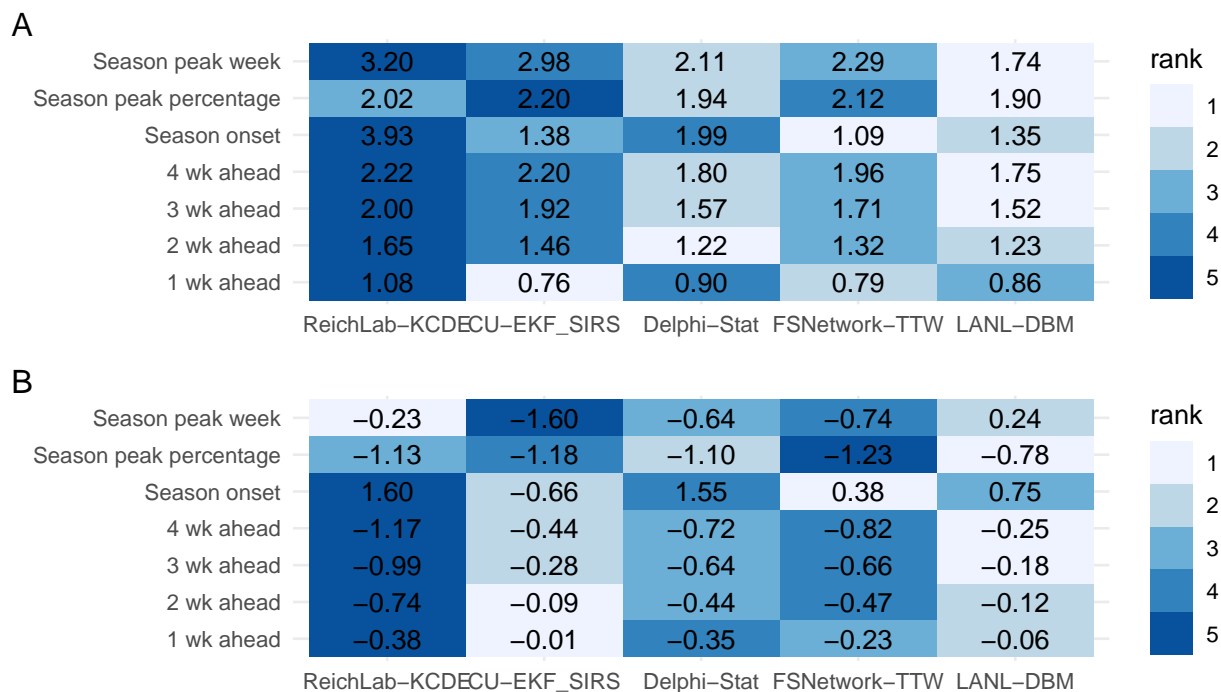 A
Season peak week 3.20 2.98 2.11 2.29 1.74
Season peak percentage 2.02 2.20 1.94 2.12 1.90
Season onset 3.93 1.38 1.99 1.09 1.35
4 wk ahead 2.22 2.20 1.80 1.96 1.75
3 wk ahead 2.00 1.92 1.57 1.71 1.52
2 wk ahead 1.65 1.46 1.22 1.32 1.23
1 wk ahead 1.08 0.76 0.90 0.79 0.86
ReichLab−KCDE CU−EKF_SIRS Delphi−Stat FSNetwork−TTW LANL−DBM
rank
1
2
3
4
5
B
Season peak week −0.23 −1.60 −0.64 −0.74 0.24
Season peak percentage −1.13 −1.18 −1.10 −1.23 −0.78
Season onset 1.60 −0.66 1.55 0.38 0.75
4 wk ahead −1.17 −0.44 −0.72 −0.82 −0.25
3 wk ahead −0.99 −0.28 −0.64 −0.66 −0.18
2 wk ahead −0.74 −0.09 −0.44 −0.47 −0.12
1 wk ahead −0.38 −0.01 −0.35 −0.23 −0.06
ReichLab−KCDE CU−EKF_SIRS Delphi−Stat FSNetwork−TTW LANL−DBM
rank
1
2
3
4
5